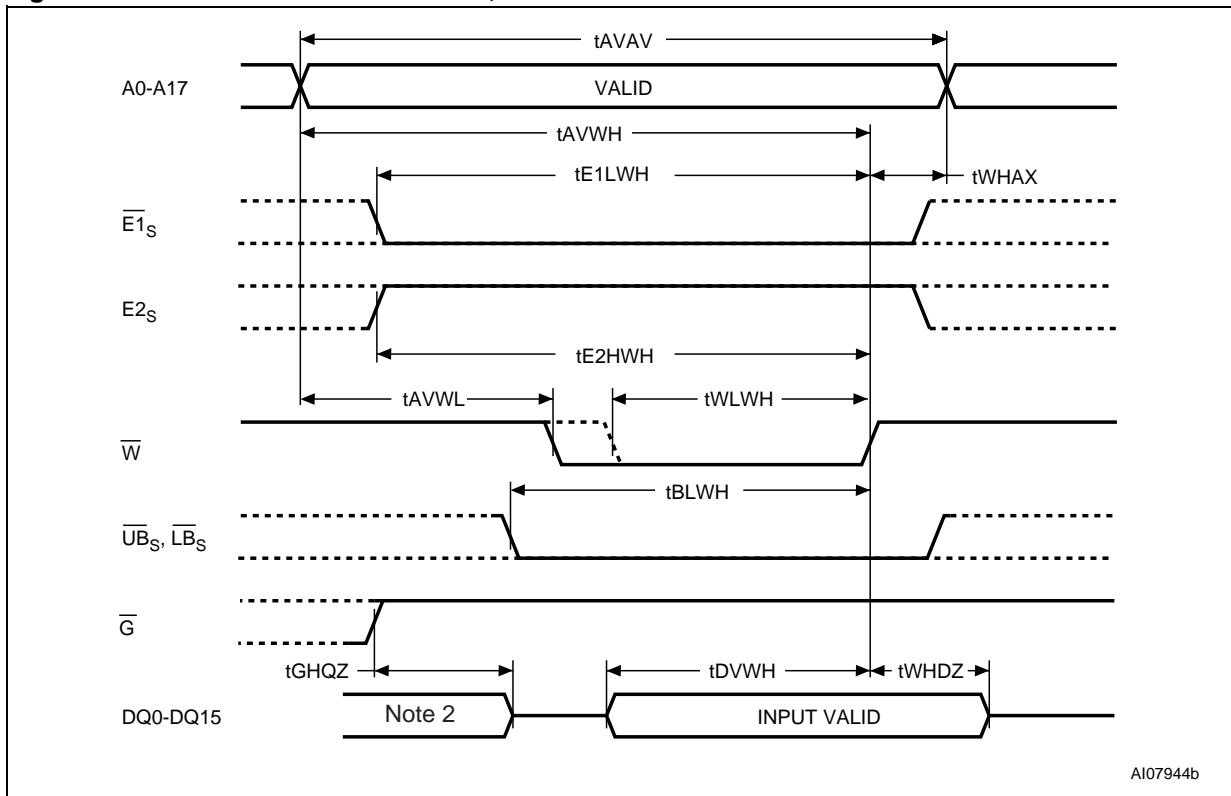 tAVAV
A0-A17
VALID
tAVWH
tE1LWH
tWHAX
E1S
E2S
tE2HWH
tAVWL
tWLWH
W
tBLWH
UBS, LBS
G
tGHQZ
tDVWH
tWHDZ
DQ0-DQ15
Note 2
INPUT VALID
AI07944b